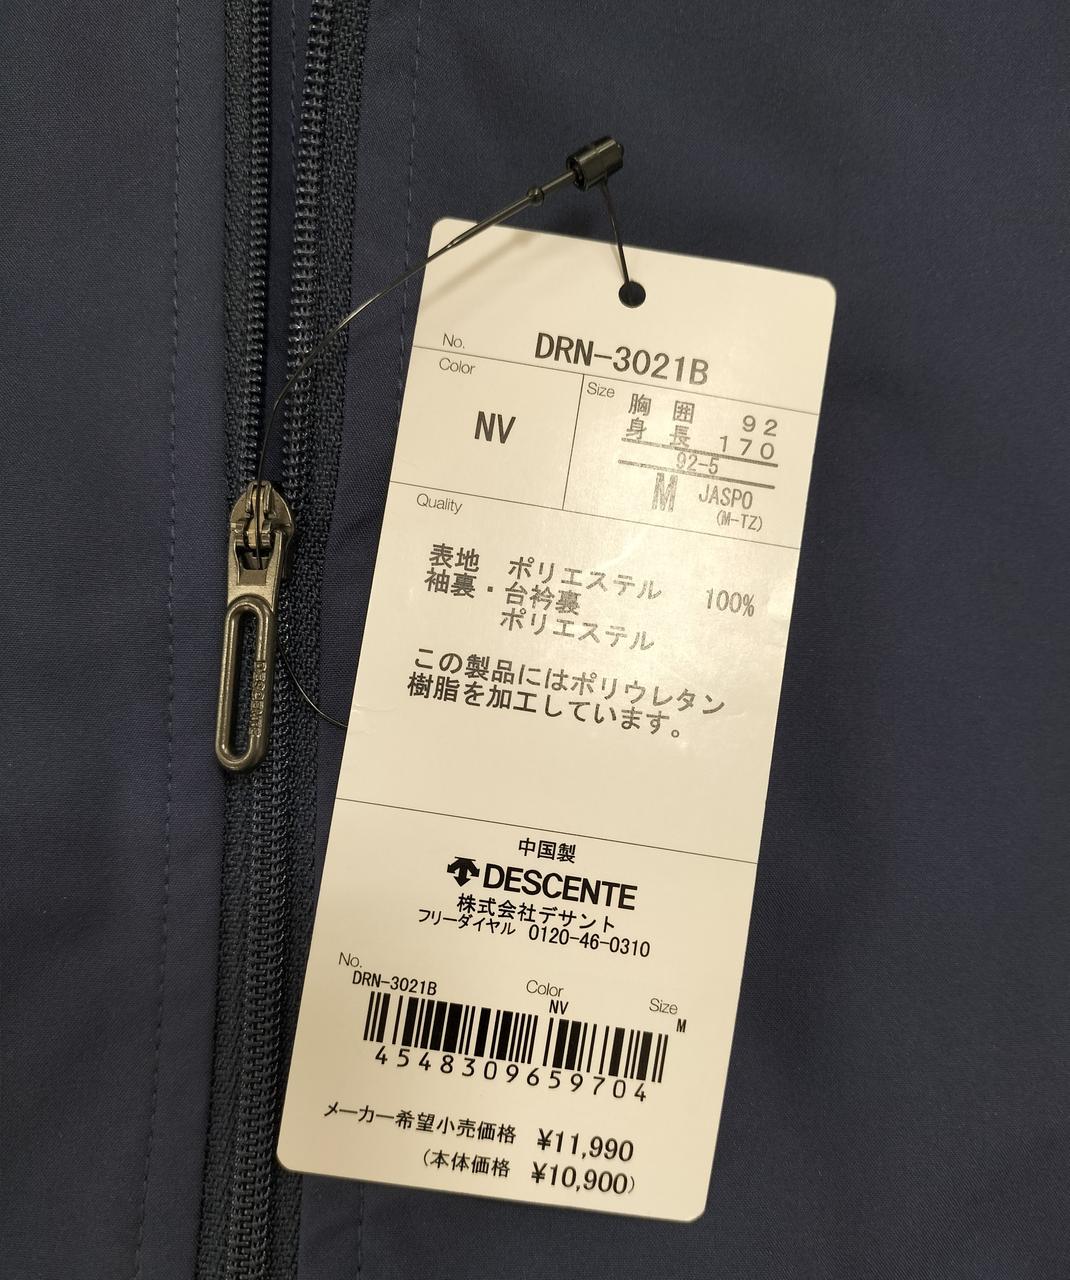 No. DRN-3021B
Color
NV
Size
胸 囲 92
身 長 170
92-5
M JASPO
(M-TZ)
Quality
表地 ポリエステル 100%
袖裏・台衿裏
ポリエステル
この製品にはポリウレタン
樹脂を加工しています。
中国製
DESCENTE
株式会社デサント
フリーダイヤル 0120-46-0310
No. Color Size
DRN-3021B NV M
4548309659704
メーカー希望小売価格 ¥11,990
(本体価格 ¥10,900)
DESCENTE